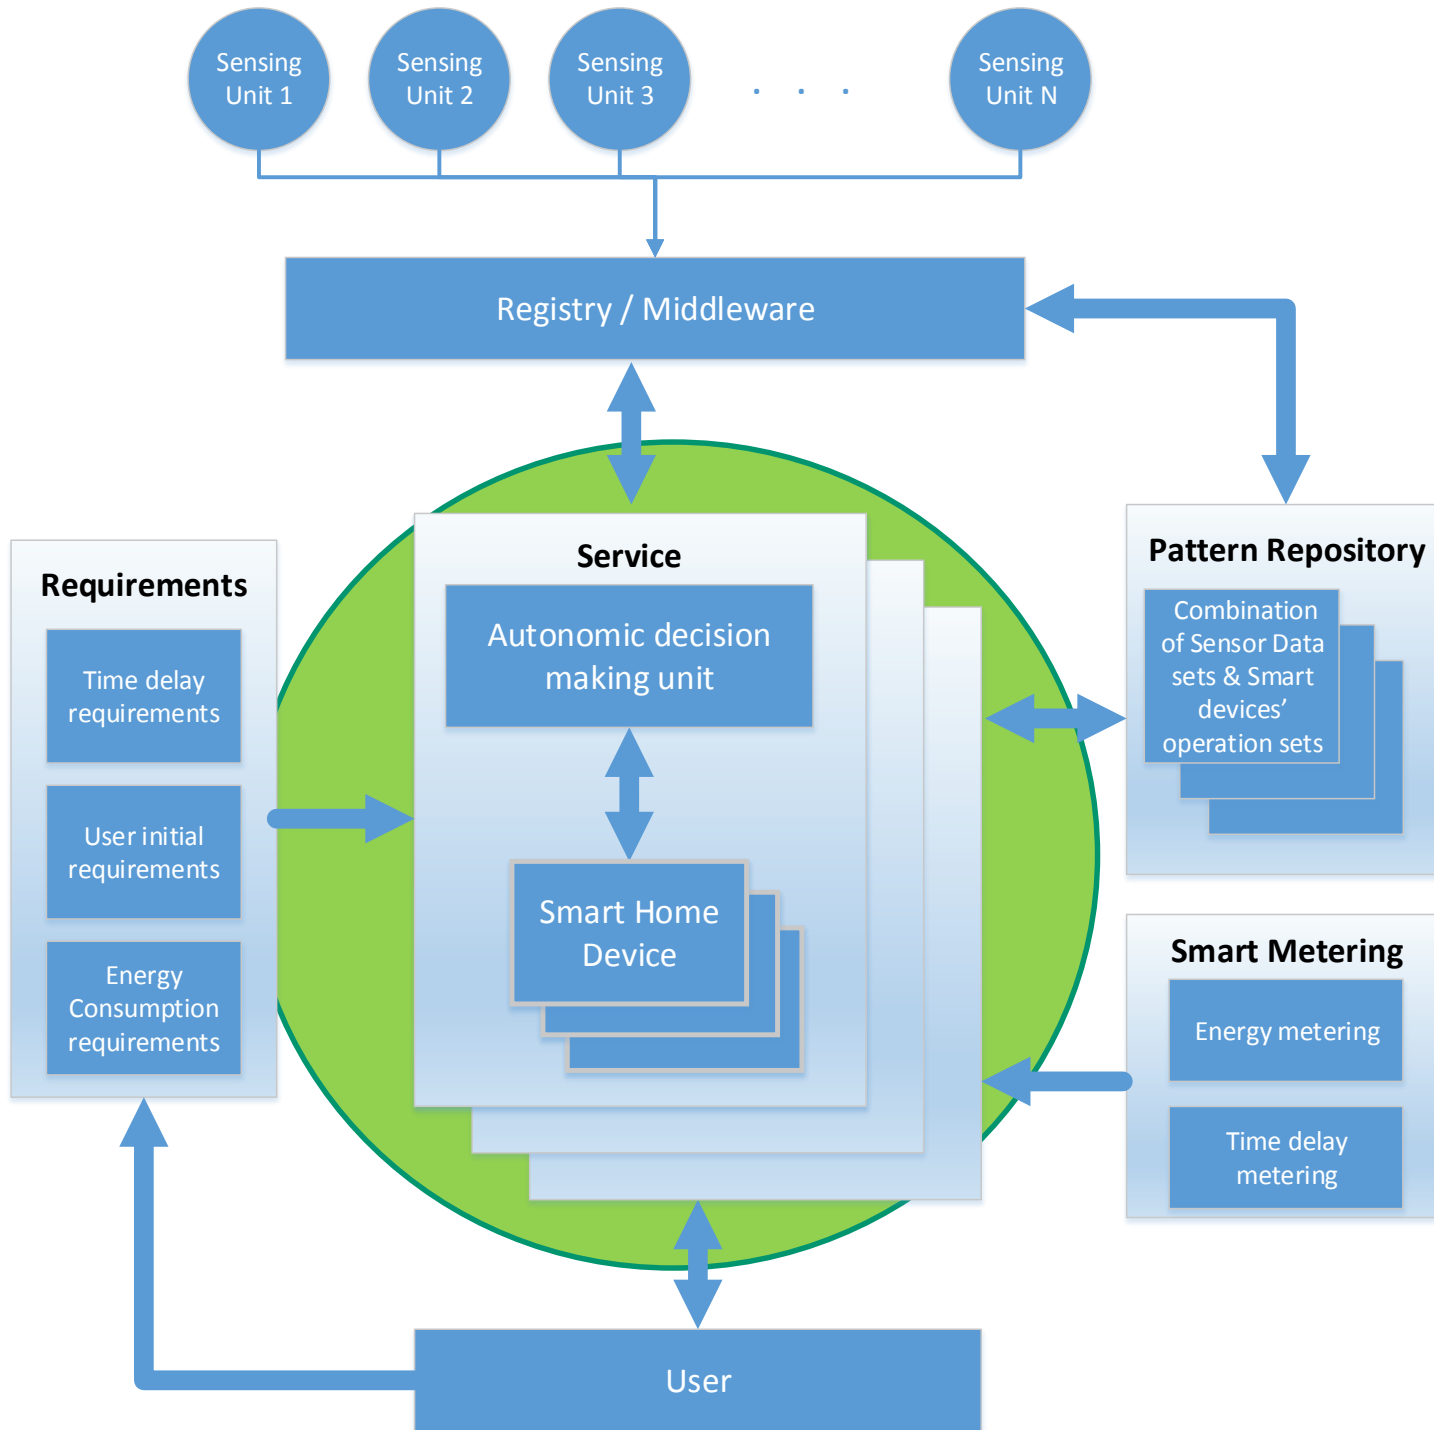 Sensing
Unit 1
Sensing
Unit 2
Sensing
Unit 3
. . .
Sensing
Unit N
Registry / Middleware
Requirements
Time delay
requirements
User initial
requirements
Energy
Consumption
requirements
Service
Autonomic decision
making unit
Smart Home
Device
Pattern Repository
Combination
of Sensor Data
sets & Smart
devices’
operation sets
Smart Metering
Energy metering
Time delay
metering
User